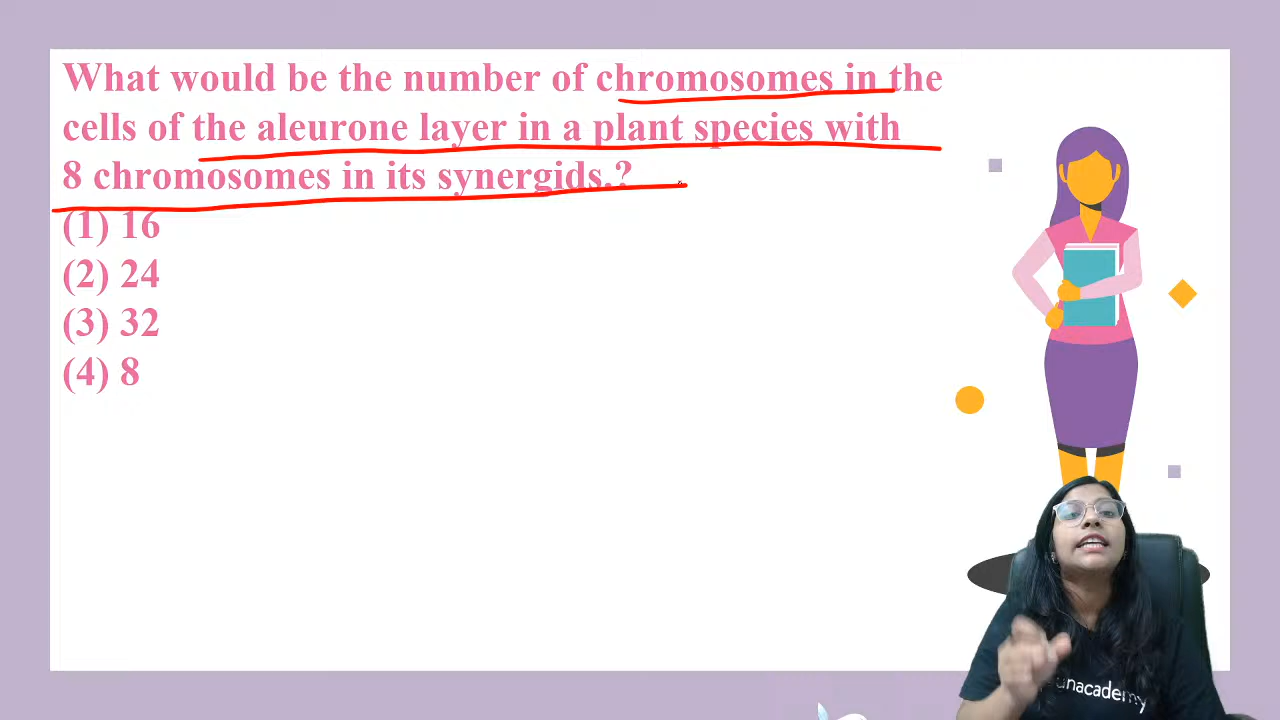 What would be the number of chromosomes in the
cells of the aleurone layer in a plant species with
8 chromosomes in its synergids.?
(1) 16
(2) 24
(3) 32
(4) 8
unacademy